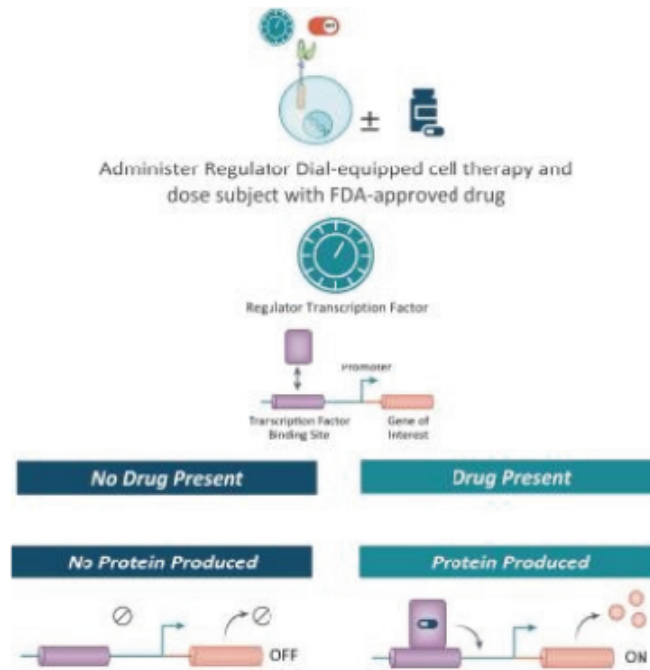 ±
Administer Regulator Dial-equipped cell therapy and
dose subject with FDA-approved drug
Regulator Transcription Factor
Promoter
Transcription Factor
Binding Site
Gene of
Interest
No Drug Present
Drug Present
No Protein Produced
Protein Produced
OFF
ON